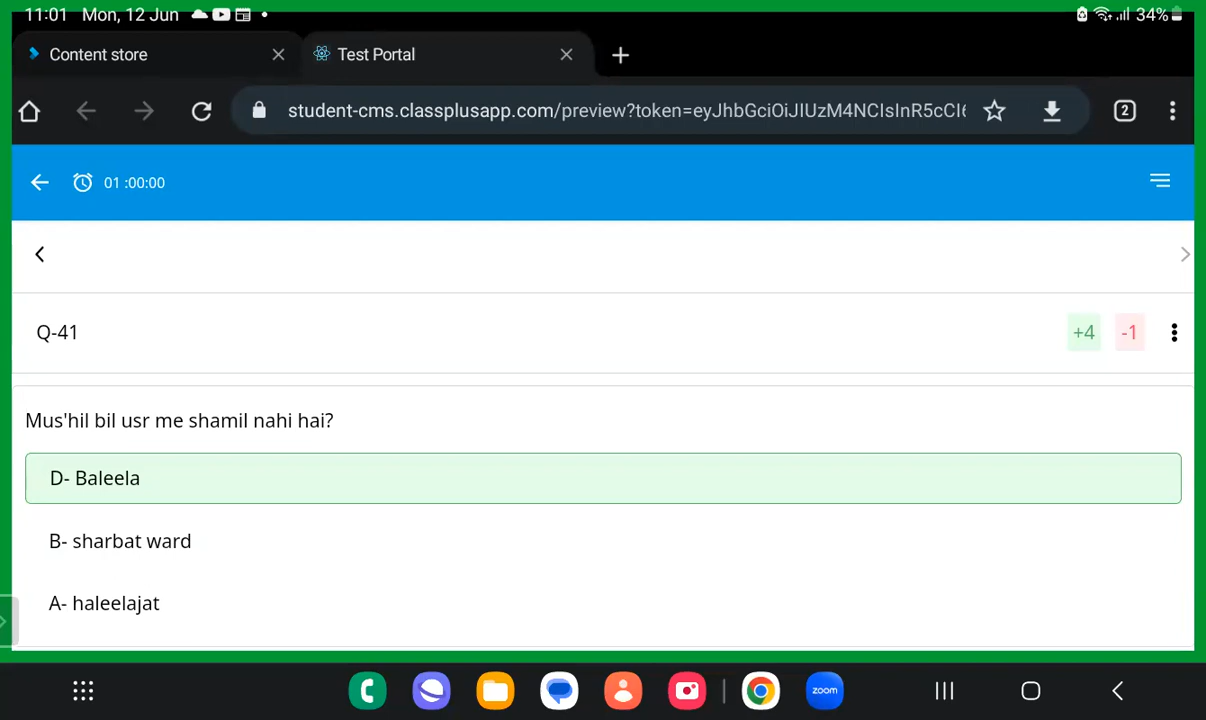 11:01 Mon, 12 Jun 34%
Content store Test Portal
student-cms.classplusapp.com/preview?token=eyJhbGciOiJIUzM4NCIsInR5cCI6 2
01 :00:00
Q-41 +4 -1
Mus'hil bil usr me shamil nahi hai?
D- Baleela
B- sharbat ward
A- haleelajat
zoom